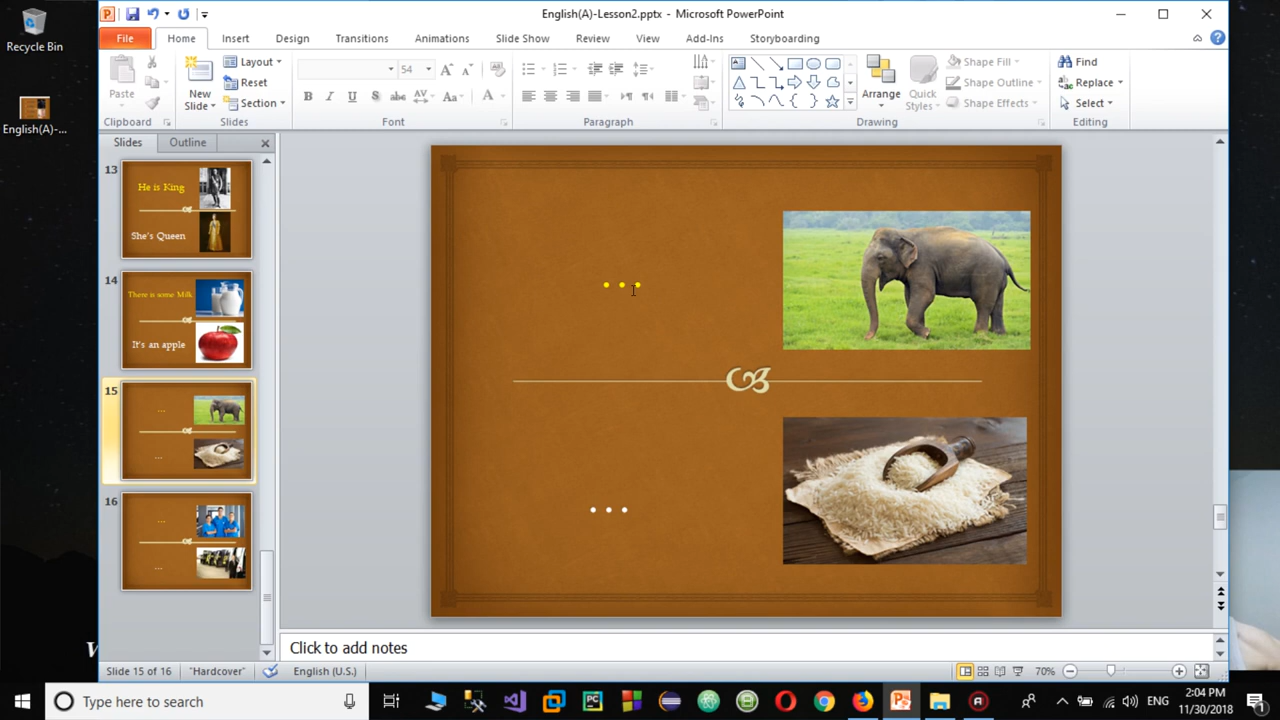 English(A)-Lesson2.pptx - Microsoft PowerPoint
Recycle Bin
English(A)-...
File Home Insert Design Transitions Animations Slide Show Review View Add-Ins Storyboarding
Paste
New Slide
Layout
Reset
Section
54
B I U S abc AV Aa A
Arrange
Quick Styles
Shape Fill
Shape Outline
Shape Effects
Find
Replace
Select
Clipboard Slides Font Paragraph Drawing Editing
Slides Outline
13
He is King
She's Queen
14
There is some Milk
It's an apple
15
...
...
16
...
...
...
...
Click to add notes
Slide 15 of 16 "Hardcover" English (U.S.) 70%
Type here to search
ENG
2:04 PM
11/30/2018
1